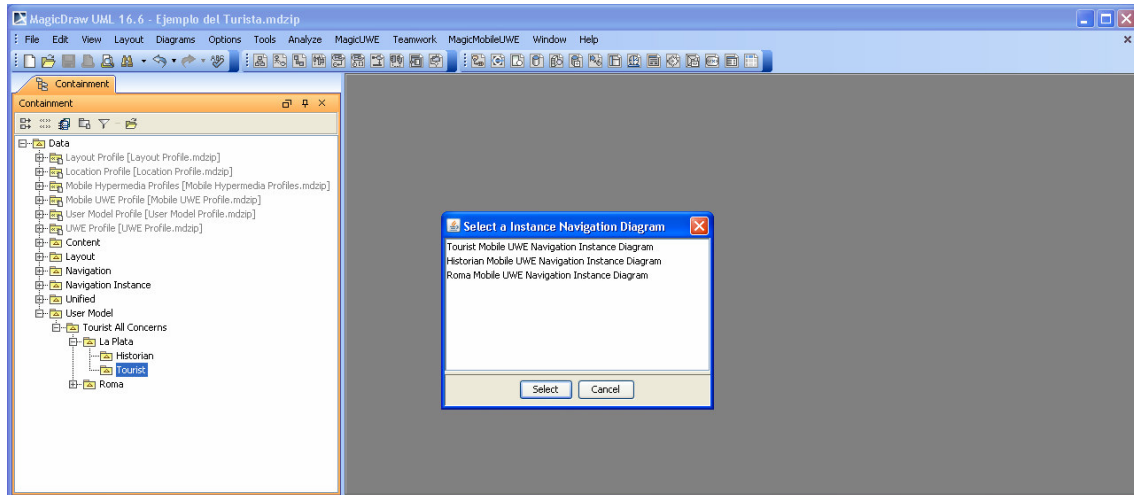 MagicDraw UML 16.6 - Ejemplo del Turista.mdzip
File Edit View Layout Diagrams Options Tools Analyze MagicUWE Teamwork MagicMobileUWE Window Help
Containment
Containment
Data
Layout Profile [Layout Profile.mdzip]
Location Profile [Location Profile.mdzip]
Mobile Hypermedia Profiles [Mobile Hypermedia Profiles.mdzip]
Mobile UWE Profile [Mobile UWE Profile.mdzip]
User Model Profile [User Model Profile.mdzip]
UWE Profile [UWE Profile.mdzip]
Content
Layout
Navigation
Navigation Instance
Unified
User Model
Tourist All Concerns
La Plata
Historian
Tourist
Roma
Select a Instance Navigation Diagram
Tourist Mobile UWE Navigation Instance Diagram
Historian Mobile UWE Navigation Instance Diagram
Roma Mobile UWE Navigation Instance Diagram
Select Cancel